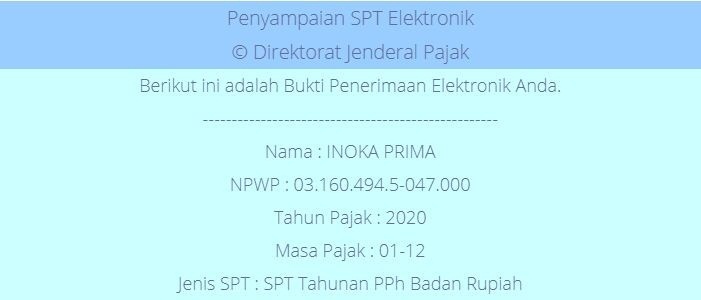 Penyampaian SPT Elektronik
© Direktorat Jenderal Pajak
Berikut ini adalah Bukti Penerimaan Elektronik Anda.
---------------------------------------------------
Nama : INOKA PRIMA
NPWP : 03.160.494.5-047.000
Tahun Pajak : 2020
Masa Pajak : 01-12
Jenis SPT : SPT Tahunan PPh Badan Rupiah